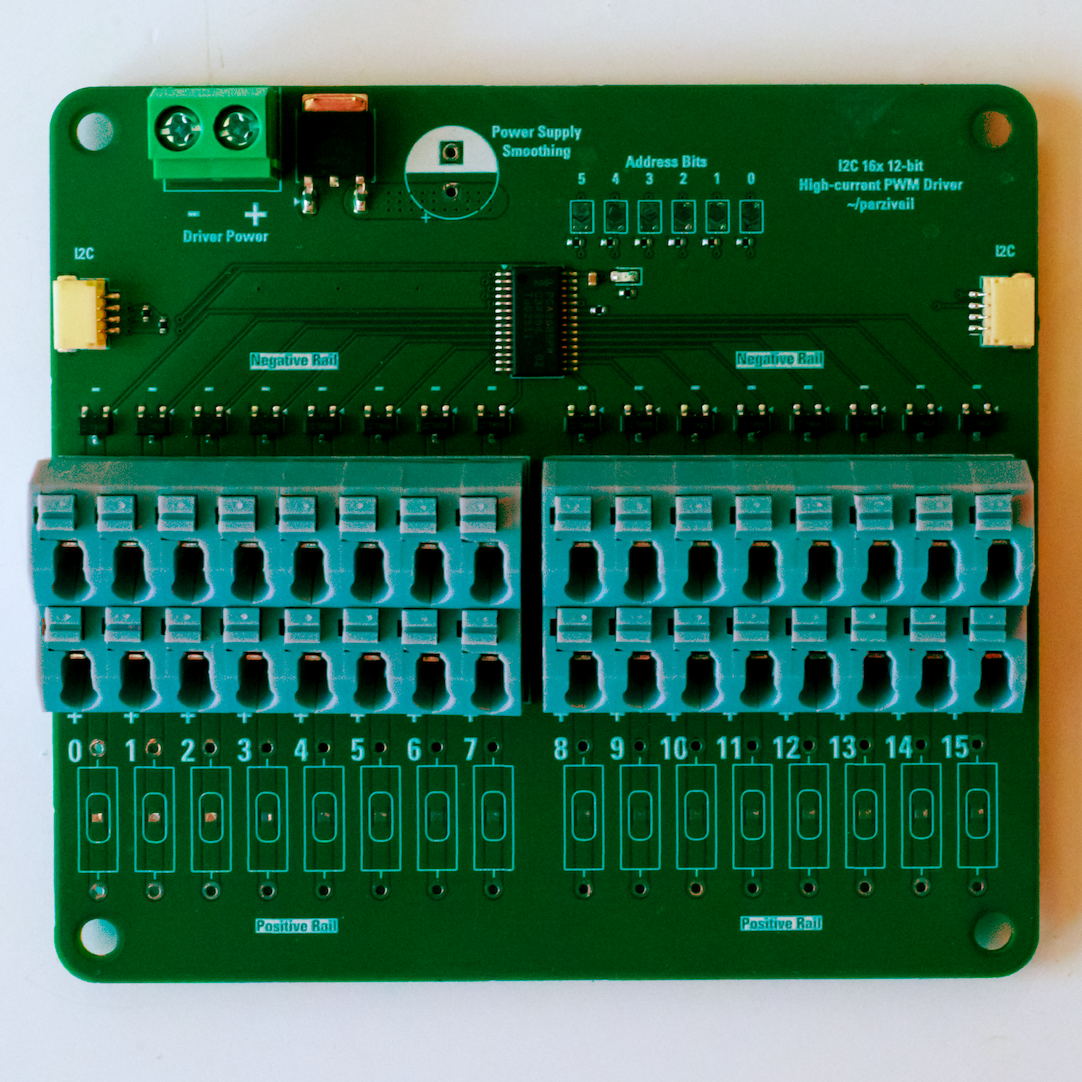 Power Supply
Smoothing
Address Bits
5 4 3 2 1 0
I2C 16x 12-bit
High-current PWM Driver
~/parzivail
- +
Driver Power
+
I2C
I2C
Negative Rail
Negative Rail
- - - - - - - - - - - - - - - -
+ + + + + + + + + + + + + + + +
0 1 2 3 4 5 6 7 8 9 10 11 12 13 14 15
Positive Rail
Positive Rail